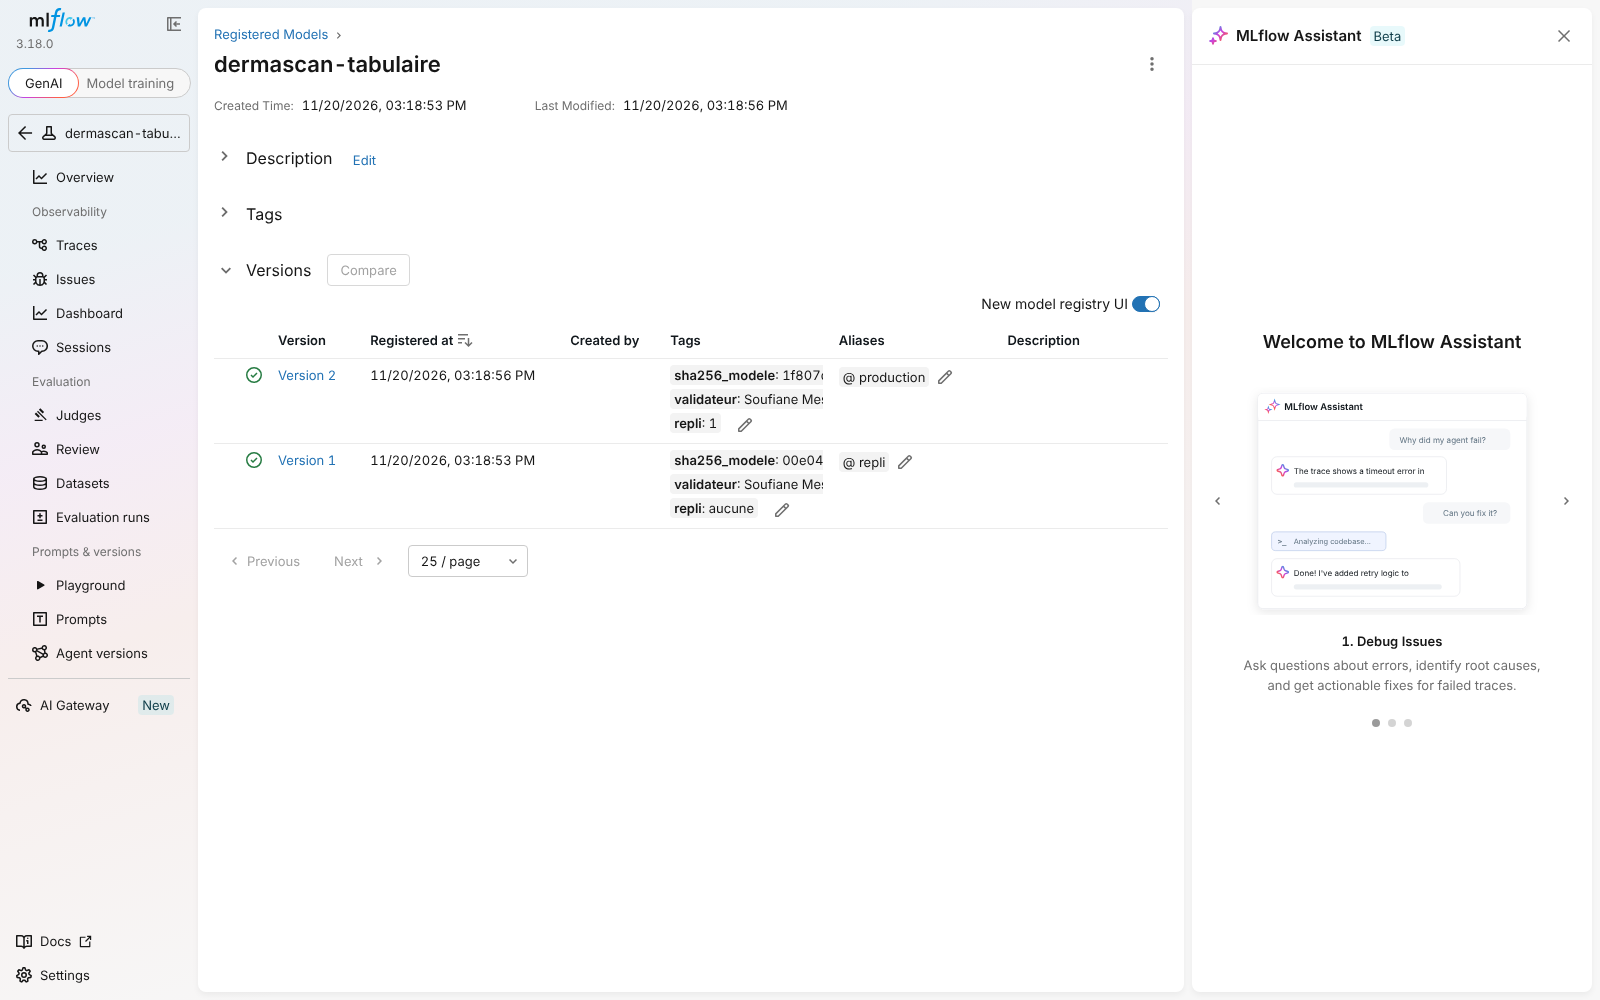 mlflow
3.18.0
GenAI
Model training
dermascan-tabu...
Overview
Observability
Traces
Issues
Dashboard
Sessions
Evaluation
Judges
Review
Datasets
Evaluation runs
Prompts & versions
Playground
Prompts
Agent versions
AI Gateway New
Docs
Settings
Registered Models
dermascan-tabulaire
Created Time: 11/20/2026, 03:18:53 PM Last Modified: 11/20/2026, 03:18:56 PM
Description Edit
Tags
Versions Compare
New model registry UI
Version Registered at Created by Tags Aliases Description
Version 2 11/20/2026, 03:18:56 PM sha256_modele: 1f807 @ production
validateur: Soufiane Mes
repli: 1
Version 1 11/20/2026, 03:18:53 PM sha256_modele: 00e04 @ repli
validateur: Soufiane Mes
repli: aucune
Previous Next 25 / page
MLflow Assistant Beta
Welcome to MLflow Assistant
MLflow Assistant
Why did my agent fail?
The trace shows a timeout error in
Can you fix it?
>_ Analyzing codebase...
Done! I've added retry logic to
1. Debug Issues
Ask questions about errors, identify root causes,
and get actionable fixes for failed traces.